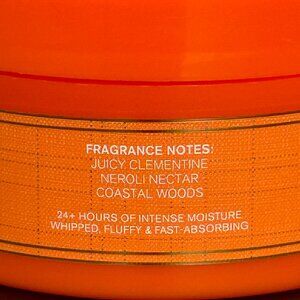 FRAGRANCE NOTES:
JUICY CLEMENTINE
NEROLI NECTAR
COASTAL WOODS
24+ HOURS OF INTENSE MOISTURE
WHIPPED, FLUFFY & FAST-ABSORBING